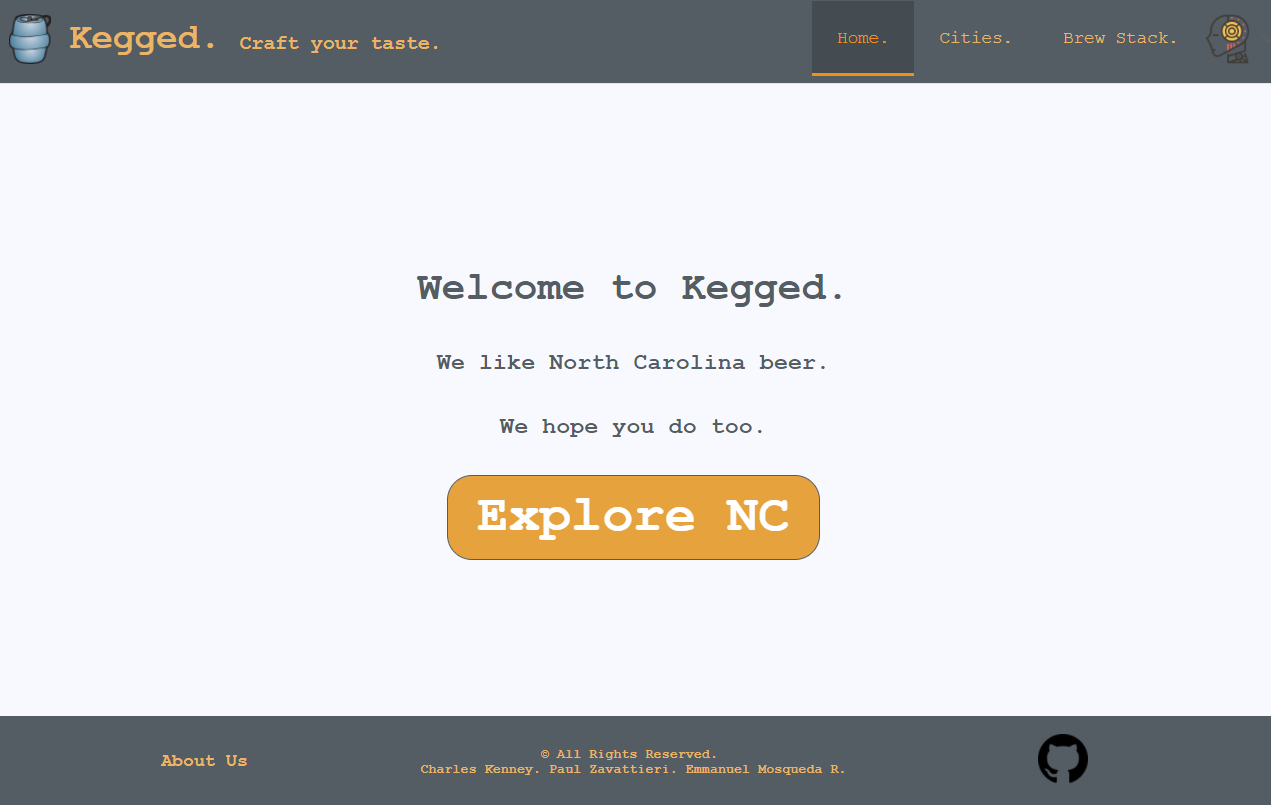 Kegged. Craft your taste.
Home. Cities. Brew Stack.
Welcome to Kegged.
We like North Carolina beer.
We hope you do too.
Explore NC
About Us
© All Rights Reserved.
Charles Kenney. Paul Zavattieri. Emmanuel Mosqueda R.